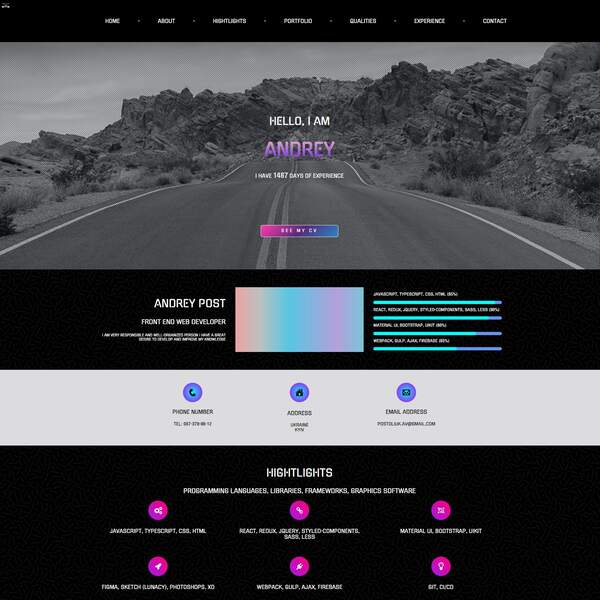 HOME • ABOUT • HIGHTLIGHTS • PORTFOLIO • QUALITIES • EXPERIENCE • CONTACT
HELLO, I AM
ANDREY
I HAVE 1487 DAYS OF EXPERIENCE
SEE MY CV
ANDREY POST
FRONT END WEB DEVELOPER
I AM VERY RESPONSIBLE AND WELL-ORGANIZED PERSON I HAVE A GREAT
DESIRE TO DEVELOP AND IMPROVE MY KNOWLEDGE
JAVASCRIPT, TYPESCRIPT, CSS, HTML (95%)
REACT, REDUX, JQUERY, STYLED-COMPONENTS, SASS, LESS (90%)
MATERIAL UI, BOOTSTRAP, UIKIT (80%)
WEBPACK, GULP, AJAX, FIREBASE (65%)
PHONE NUMBER
TEL: 097-378-86-12
ADDRESS
UKRAINE
KYIV
EMAIL ADDRESS
POSTOLIUK.AV@GMAIL.COM
HIGHTLIGHTS
PROGRAMMING LANGUAGES, LIBRARIES, FRAMEWORKS, GRAPHICS SOFTWARE
JAVASCRIPT, TYPESCRIPT, CSS, HTML
REACT, REDUX, JQUERY, STYLED-COMPONENTS,
SASS, LESS
MATERIAL UI, BOOTSTRAP, UIKIT
FIGMA, SKETCH (LUNACY), PHOTOSHOPS, XD
WEBPACK, GULP, AJAX, FIREBASE
GIT, CI/CD